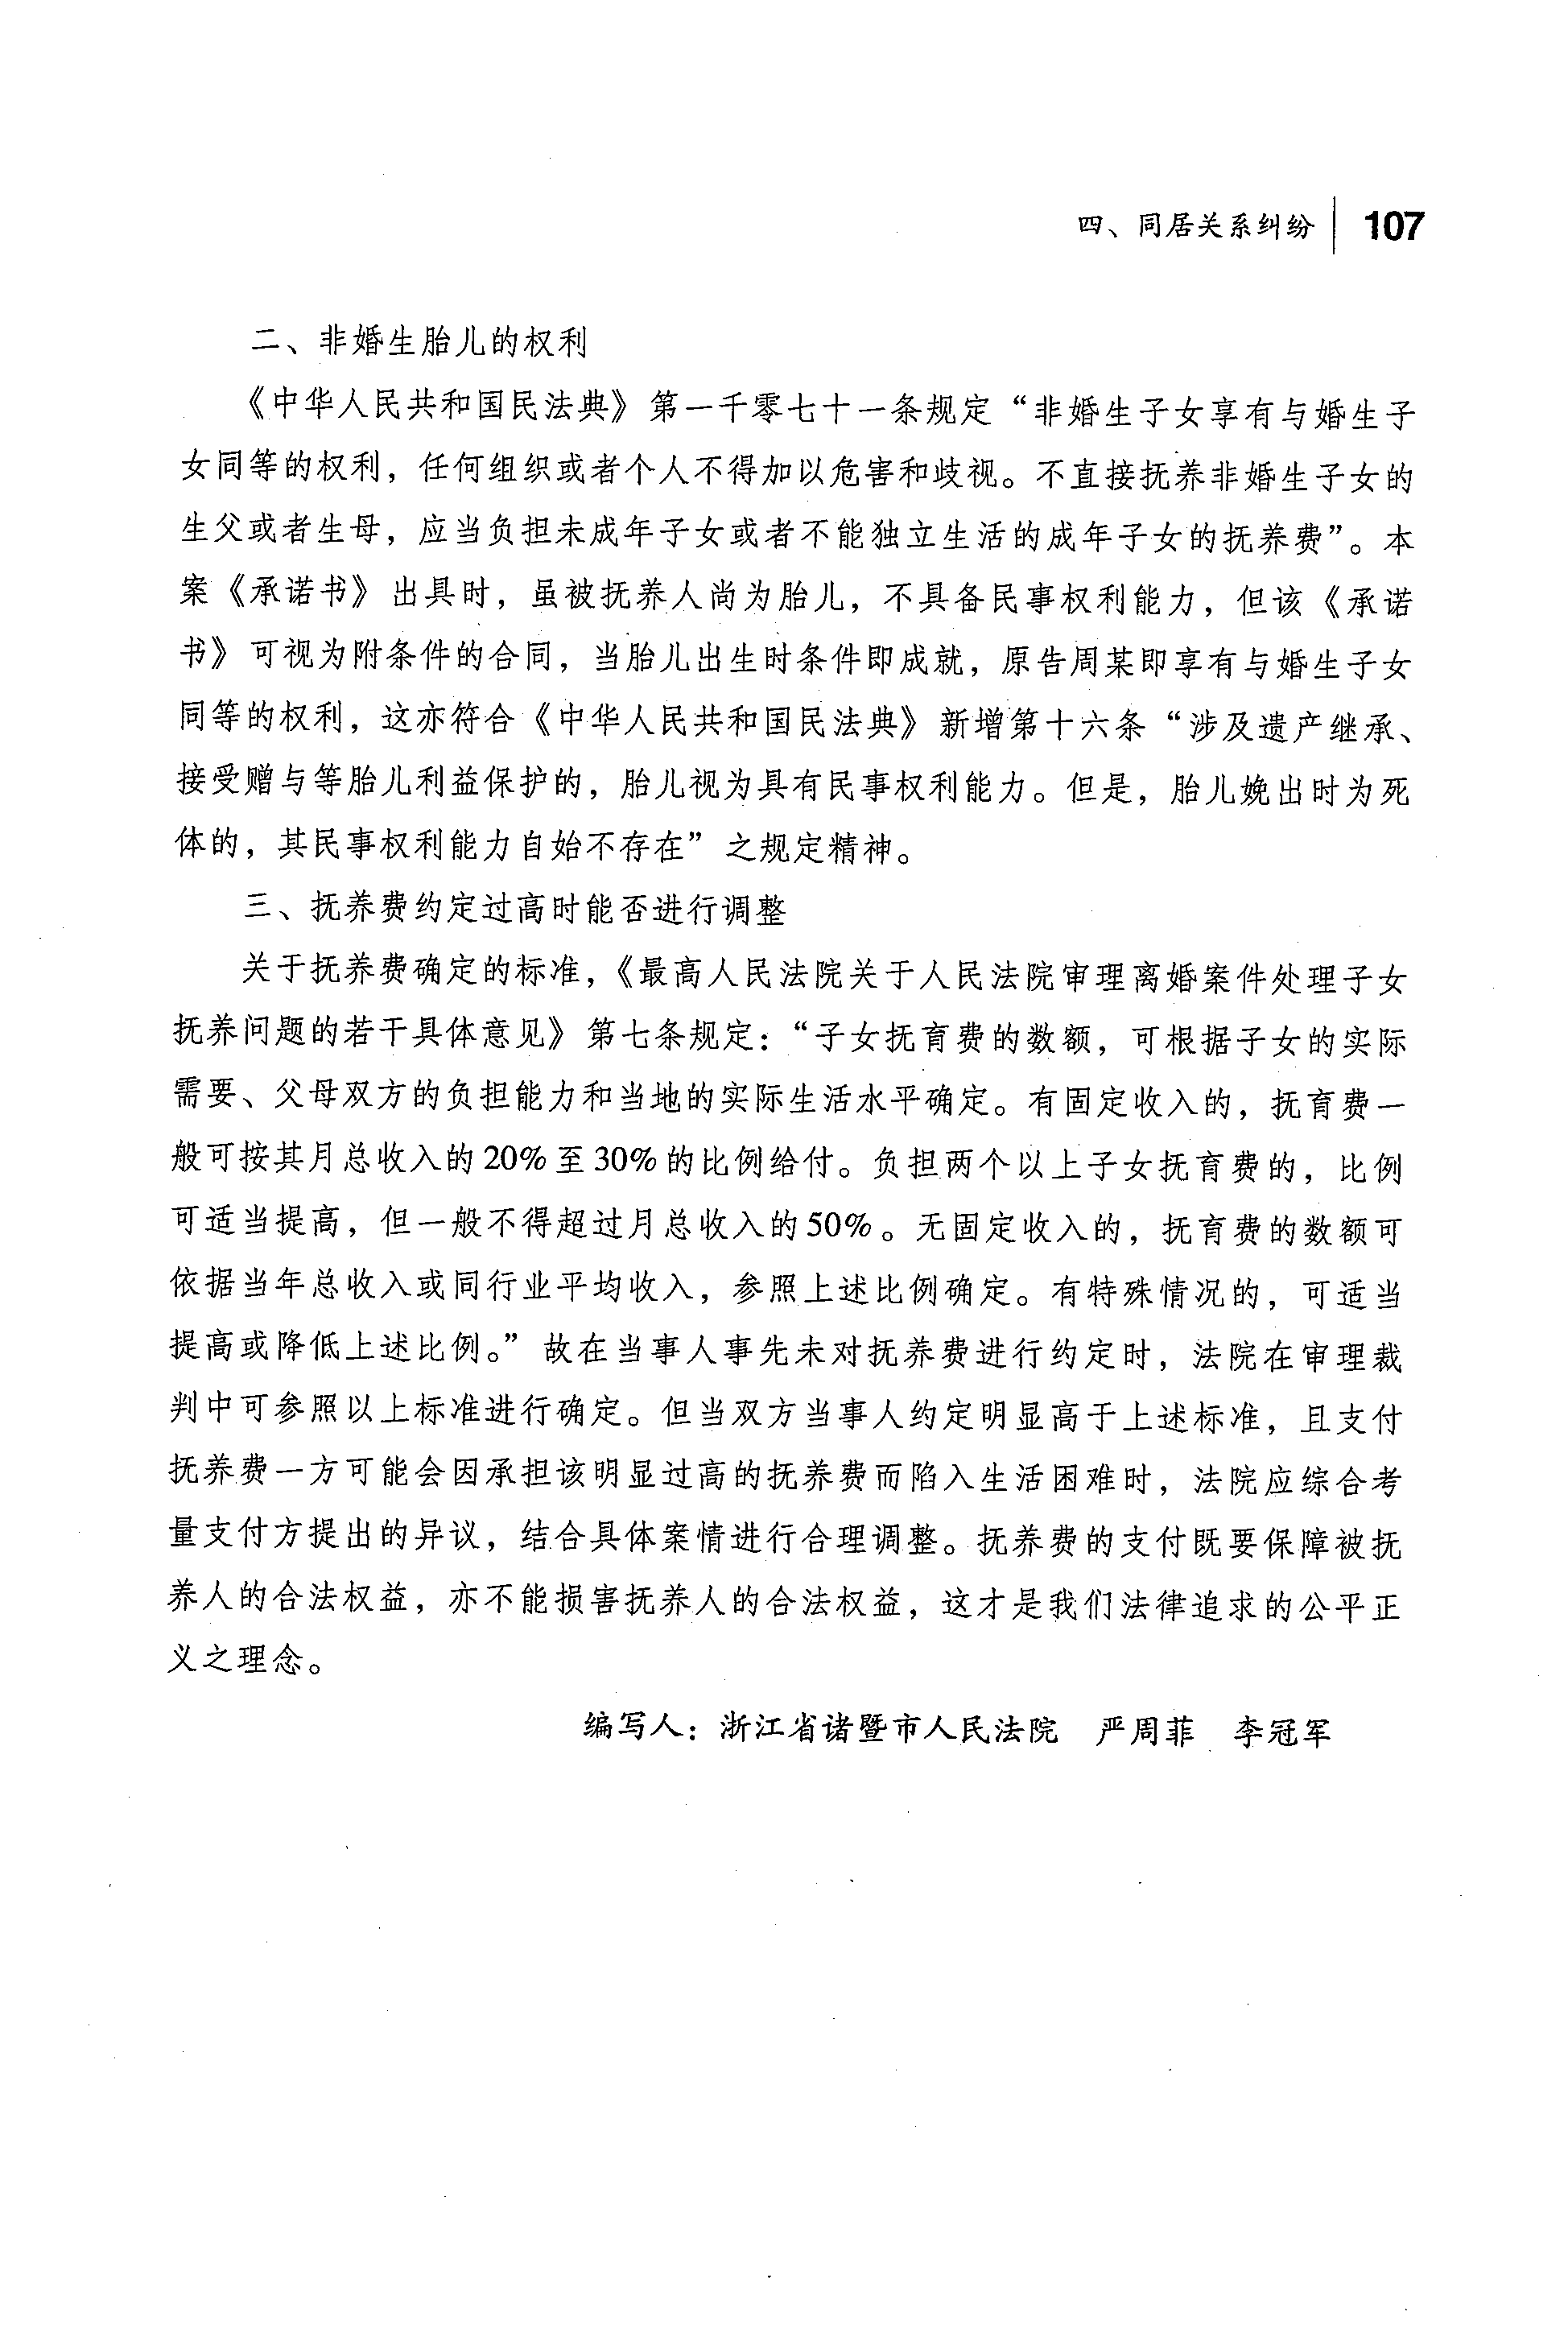 四、同居关系纠纷 107
二、非婚生胎儿的权利
《中华人民共和国民法典》第一千零七十一条规定“非婚生子女享有与婚生子
女同等的权利，任何组织或者个人不得加以危害和歧视。不直接抚养非婚生子女的
生父或者生母，应当负担未成年子女或者不能独立生活的成年子女的抚养费”。本
案《承诺书》出具时，虽被抚养人尚为胎儿，不具备民事权利能力，但该《承诺
书》可视为附条件的合同，当胎儿出生时条件即成就，原告周某即享有与婚生子女
同等的权利，这亦符合《中华人民共和国民法典》新增第十六条“涉及遗产继承、
接受赠与等胎儿利益保护的，胎儿视为具有民事权利能力。但是，胎儿娩出时为死
体的，其民事权利能力自始不存在”之规定精神。
三、抚养费约定过高时能否进行调整
关于抚养费确定的标准，《最高人民法院关于人民法院审理离婚案件处理子女
抚养问题的若干具体意见》第七条规定：“子女抚育费的数额，可根据子女的实际
需要、父母双方的负担能力和当地的实际生活水平确定。有固定收入的，抚育费一
般可按其月总收入的20%至30%的比例给付。负担两个以上子女抚育费的，比例
可适当提高，但一般不得超过月总收入的50%。无固定收入的，抚育费的数额可
依据当年总收入或同行业平均收入，参照上述比例确定。有特殊情况的，可适当
提高或降低上述比例。”故在当事人事先未对抚养费进行约定时，法院在审理裁
判中可参照以上标准进行确定。但当双方当事人约定明显高于上述标准，且支付
抚养费一方可能会因承担该明显过高的抚养费而陷入生活困难时，法院应综合考
量支付方提出的异议，结合具体案情进行合理调整。抚养费的支付既要保障被抚
养人的合法权益，亦不能损害抚养人的合法权益，这才是我们法律追求的公平正
义之理念。
编写人：浙江省诸暨市人民法院 严周菲 李冠军